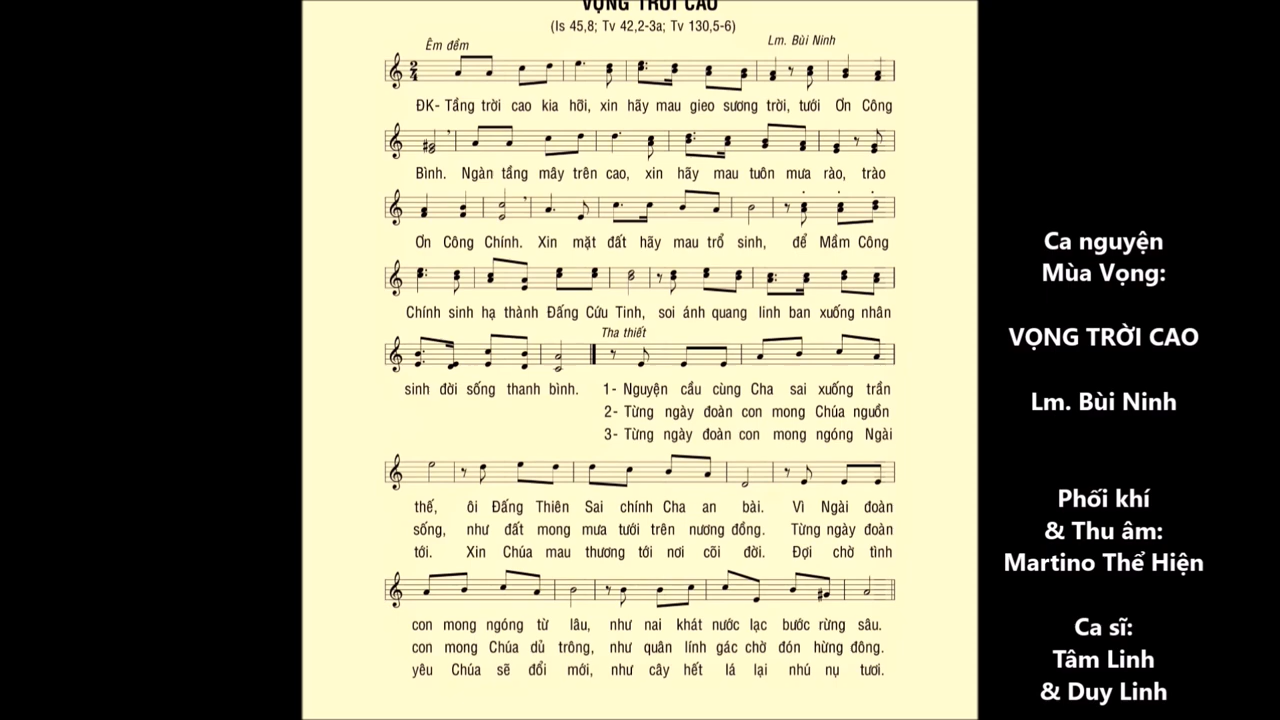 VỌNG TRỜI CAO
(Is 45,8; Tv 42,2-3a; Tv 130,5-6)
Êm đềm
Lm. Bùi Ninh
ĐK- Tầng trời cao kia hỡi, xin hãy mau gieo sương trời, tưới Ơn Công
Bình. Ngàn tầng mây trên cao, xin hãy mau tuôn mưa rào, trào
Ơn Công Chính. Xin mặt đất hãy mau trổ sinh, để Mầm Công
Chính sinh hạ thành Đấng Cứu Tinh, soi ánh quang linh ban xuống nhân
Tha thiết
sinh đời sống thanh bình. 1- Nguyện cầu cùng Cha sai xuống trần
2- Từng ngày đoàn con mong Chúa nguồn
3- Từng ngày đoàn con mong ngóng Ngài
thế, ôi Đấng Thiên Sai chính Cha an bài. Vì Ngài đoàn
sống, như đất mong mưa tưới trên nương đồng. Từng ngày đoàn
tới. Xin Chúa mau thương tới nơi cõi đời. Đợi chờ tình
con mong ngóng từ lâu, như nai khát nước lạc bước rừng sâu.
con mong Chúa dủ trông, như quân lính gác chờ đón hừng đông.
yêu Chúa sẽ đổi mới, như cây hết lá lại nhú nụ tươi.
Ca nguyện
Mùa Vọng:
VỌNG TRỜI CAO
Lm. Bùi Ninh
Phối khí
& Thu âm:
Martino Thể Hiện
Ca sĩ:
Tâm Linh
& Duy Linh